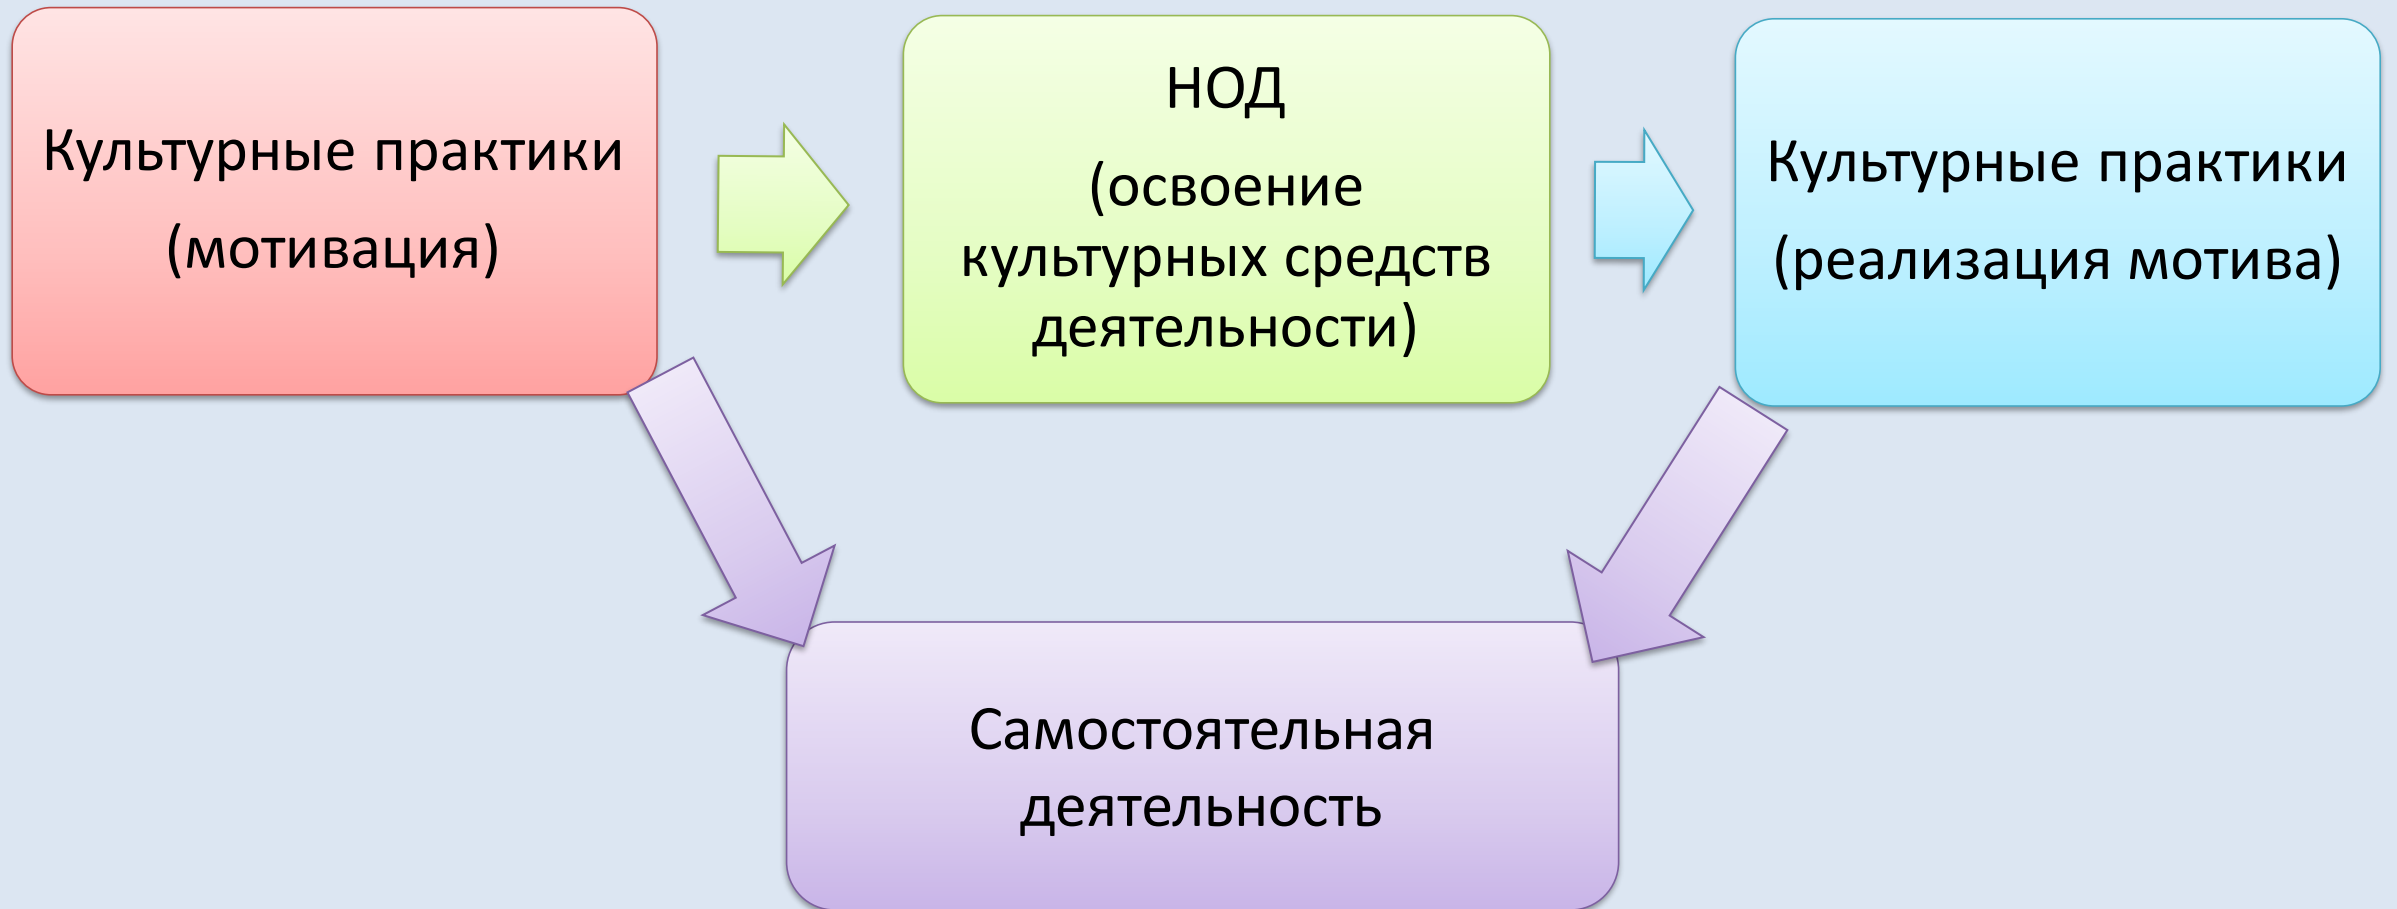 Культурные практики
(мотивация)
НОД
(освоение
культурных средств
деятельности)
Культурные практики
(реализация мотива)
Самостоятельная
деятельность